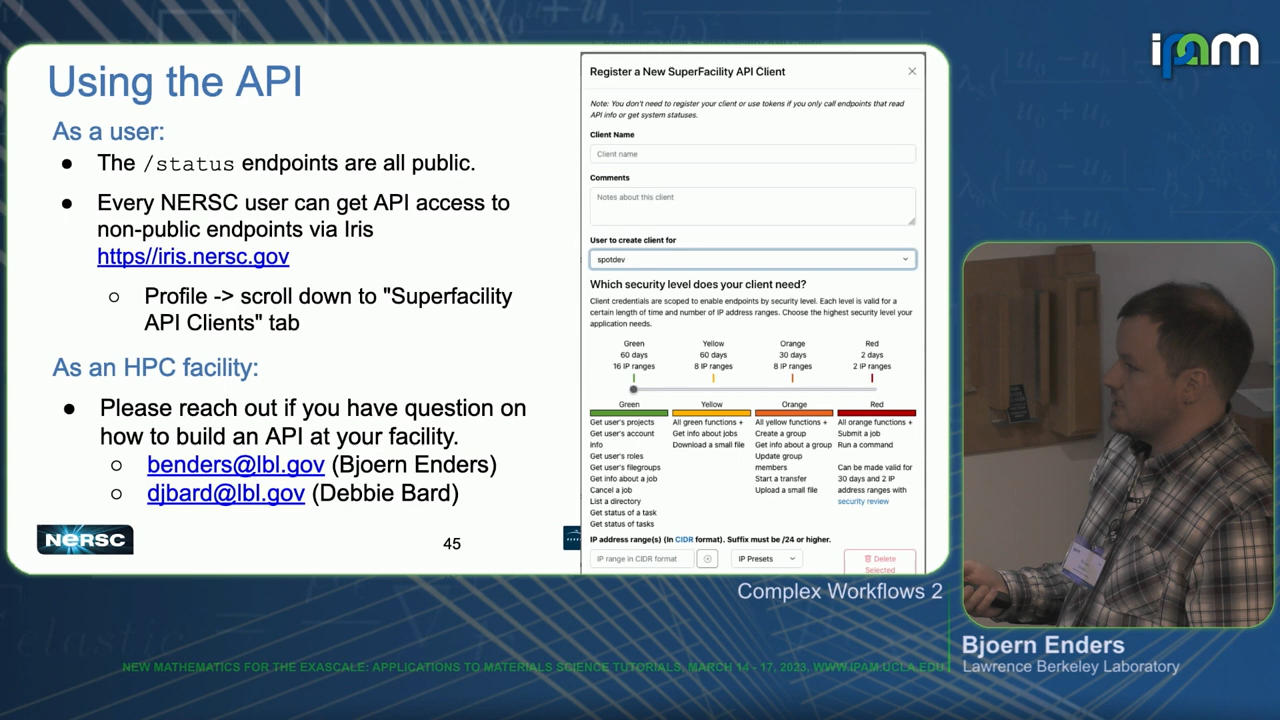 ipam
Using the API
As a user:
● The /status endpoints are all public.
● Every NERSC user can get API access to
non-public endpoints via Iris
https//iris.nersc.gov
○ Profile -> scroll down to "Superfacility
API Clients" tab
As an HPC facility:
● Please reach out if you have question on
how to build an API at your facility.
○ benders@lbl.gov (Bjoern Enders)
○ djbard@lbl.gov (Debbie Bard)
NERSC
45
Register a New SuperFacility API Client
Note: You don't need to register your client or use tokens if you only call endpoints that read
API info or get system statuses.
Client Name
Client name
Comments
Notes about this client
User to create client for
spotdev
Which security level does your client need?
Client credentials are scoped to enable endpoints by security level. Each level is valid for a
certain length of time and number of IP address ranges. Choose the highest security level your
application needs.
Green Yellow Orange Red
60 days 60 days 30 days 2 days
16 IP ranges 8 IP ranges 8 IP ranges 2 IP ranges
Green Yellow Orange Red
Get user's projects All green functions + All yellow functions + All orange functions +
Get user's account Get info about jobs Create a group Submit a job
info Download a small file Get info about a group Run a command
Get user's roles Update group
Get user's filegroups members Can be made valid for
Get info about a job Start a transfer 30 days and 2 IP
Cancel a job Upload a small file address ranges with
List a directory security review
Get status of a task
Get status of tasks
IP address range(s) (In CIDR format). Suffix must be /24 or higher.
IP range in CIDR format IP Presets Delete
Selected
Complex Workflows 2
Bjoern Enders
Lawrence Berkeley Laboratory
NEW MATHEMATICS FOR THE EXASCALE: APPLICATIONS TO MATERIALS SCIENCE TUTORIALS, MARCH 14 - 17, 2023, WWW.IPAM.UCLA.EDU